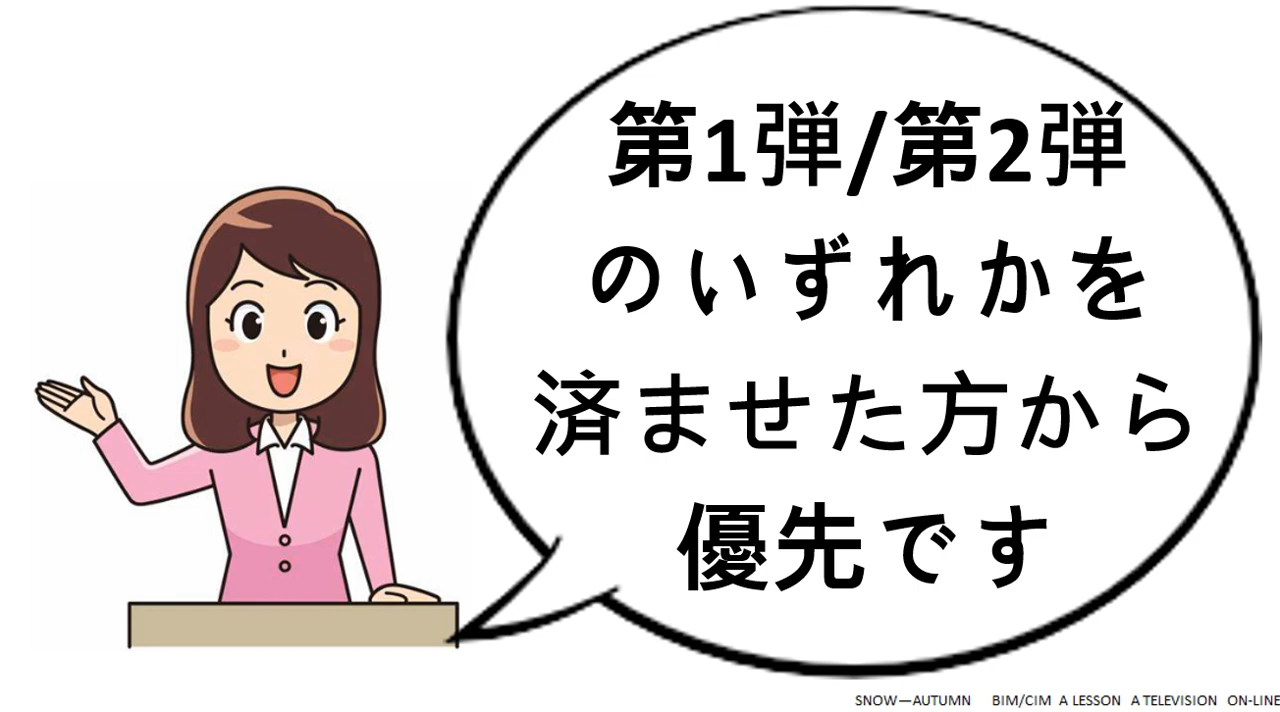 第1弾/第2弾
のいずれかを
済ませた方から
優先です
SNOW—AUTUMN BIM/CIM A LESSON A TELEVISION ON-LINE